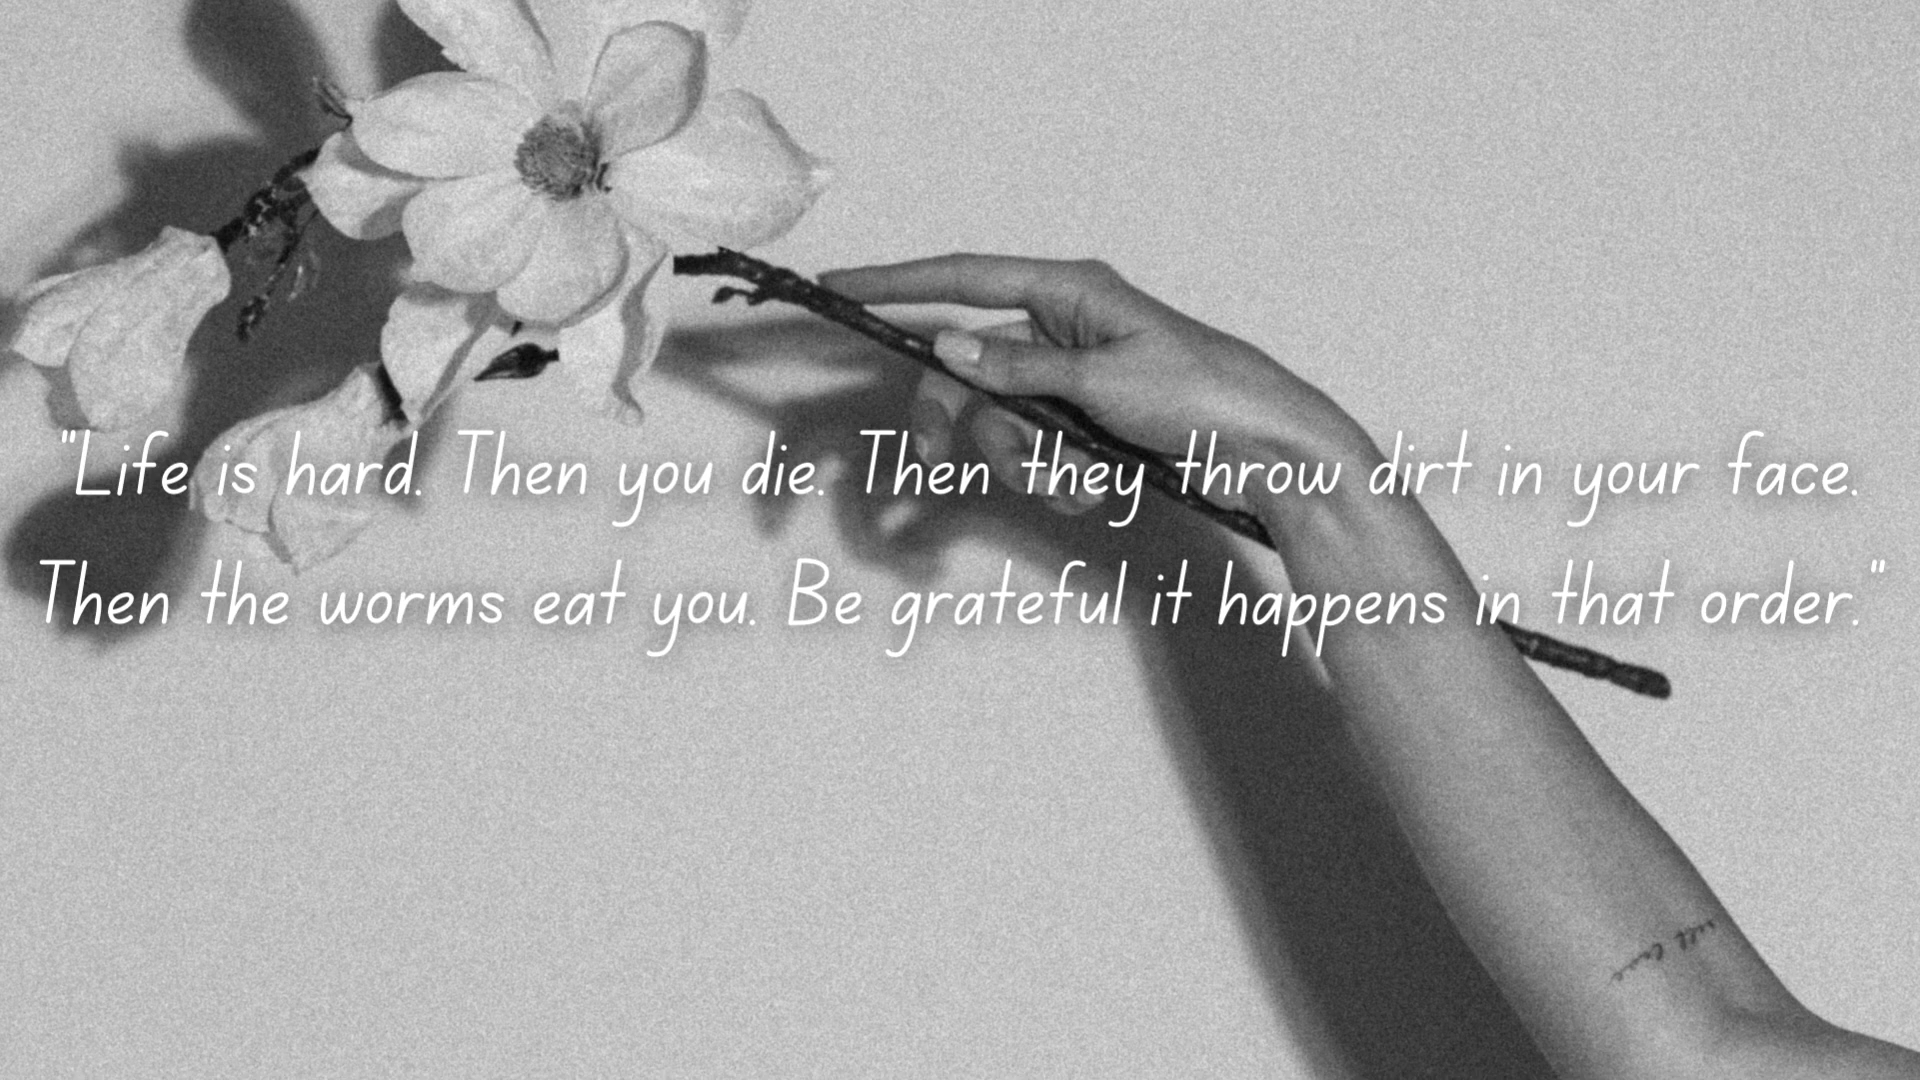 "Life is hard. Then you die. Then they throw dirt in your face.
Then the worms eat you. Be grateful it happens in that order."